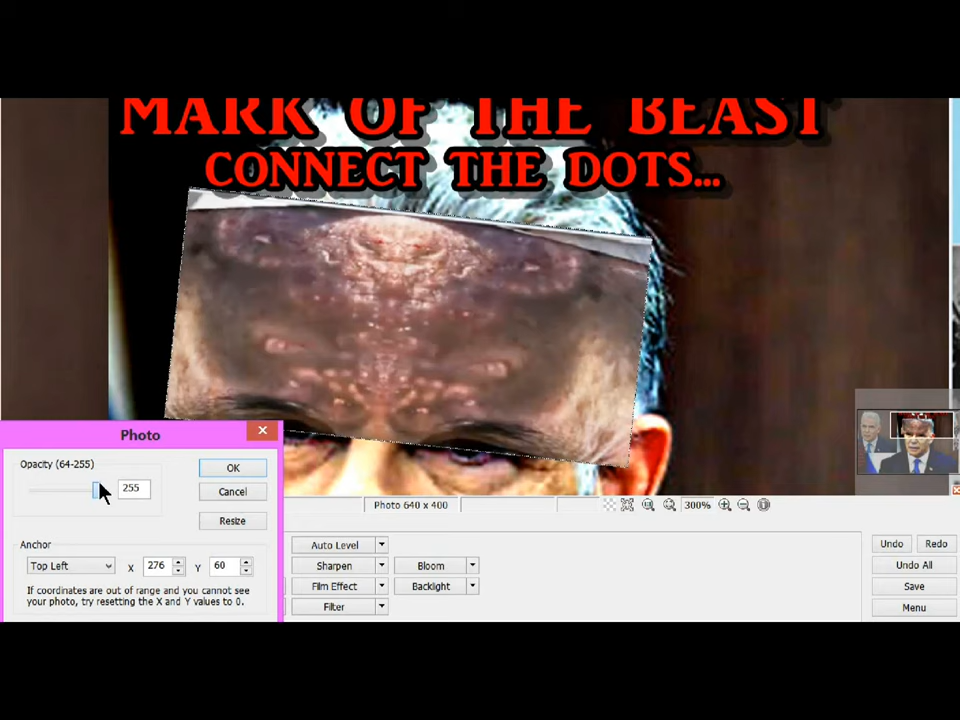 MARK OF THE BEAST
CONNECT THE DOTS...
Photo
Opacity (64-255)
255
OK
Cancel
Resize
Anchor
Top Left
X
276
Y
60
If coordinates are out of range and you cannot see
your photo, try resetting the X and Y values to 0.
Photo 640 x 400
300%
Auto Level
Sharpen
Bloom
Film Effect
Backlight
Filter
Undo
Redo
Undo All
Save
Menu